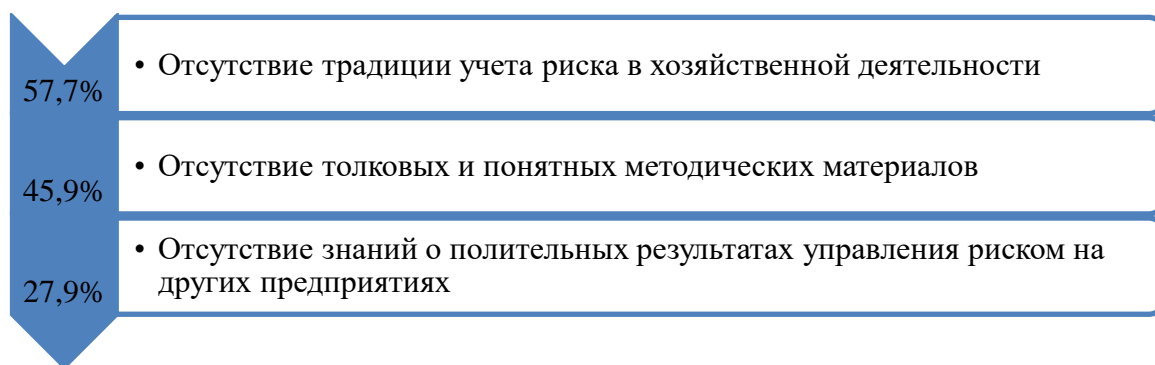 57,7%
• Отсутствие традиции учета риска в хозяйственной деятельности
45,9%
• Отсутствие толковых и понятных методических материалов
27,9%
• Отсутствие знаний о полительных результатах управления риском на
других предприятиях